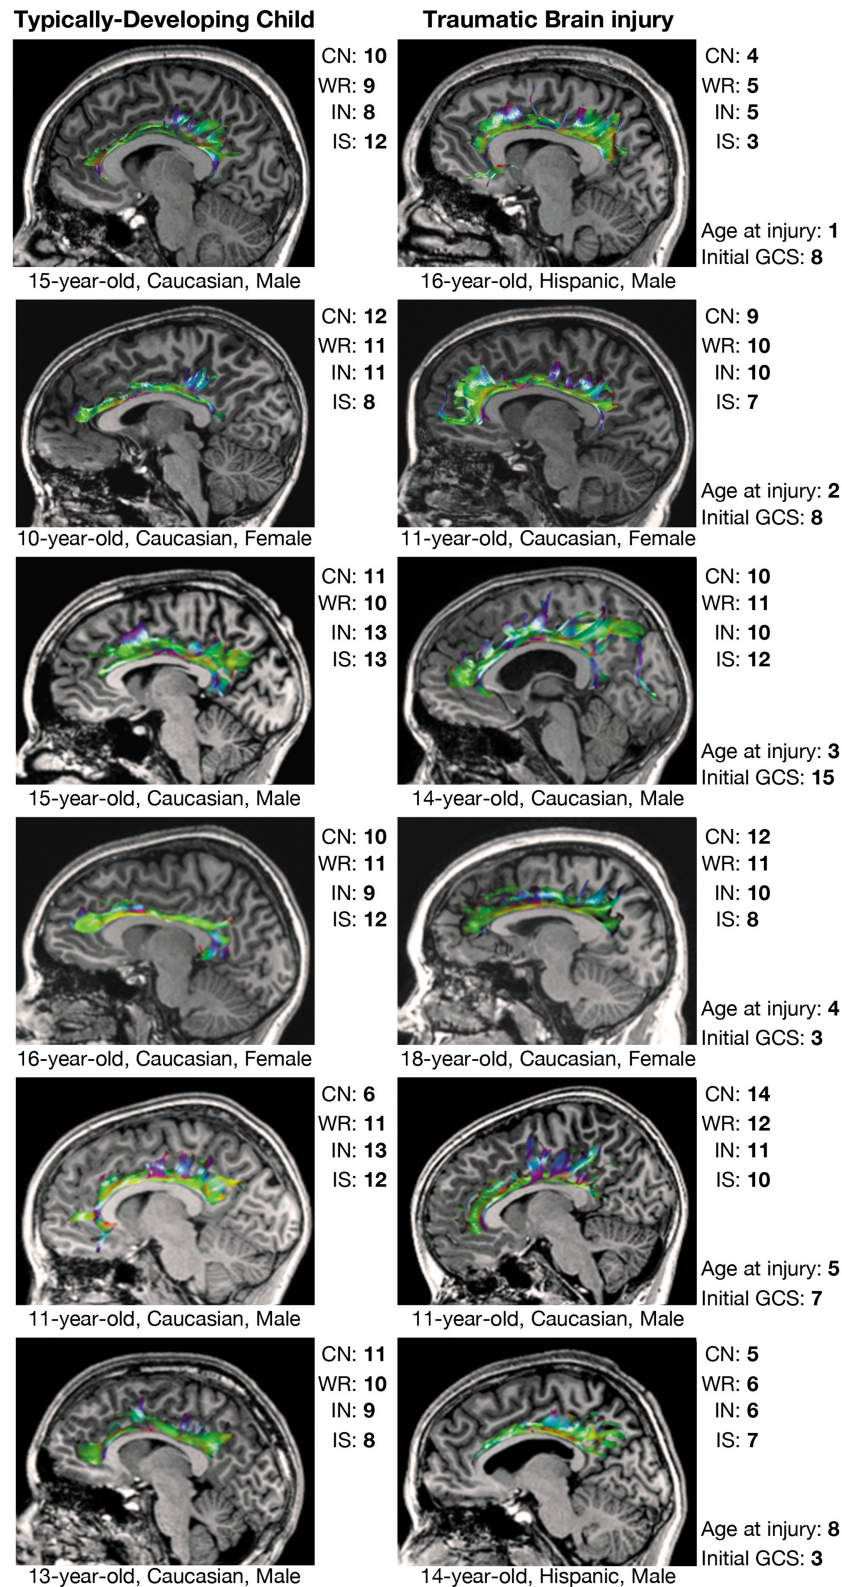 Typically-Developing Child
Traumatic Brain injury
CN: 10
WR: 9
IN: 8
IS: 12
15-year-old, Caucasian, Male
CN: 4
WR: 5
IN: 5
IS: 3
Age at injury: 1
Initial GCS: 8
16-year-old, Hispanic, Male
CN: 12
WR: 11
IN: 11
IS: 8
10-year-old, Caucasian, Female
CN: 9
WR: 10
IN: 10
IS: 7
Age at injury: 2
Initial GCS: 8
11-year-old, Caucasian, Female
CN: 11
WR: 10
IN: 13
IS: 13
15-year-old, Caucasian, Male
CN: 10
WR: 11
IN: 10
IS: 12
Age at injury: 3
Initial GCS: 15
14-year-old, Caucasian, Male
CN: 10
WR: 11
IN: 9
IS: 12
16-year-old, Caucasian, Female
CN: 12
WR: 11
IN: 10
IS: 8
Age at injury: 4
Initial GCS: 3
18-year-old, Caucasian, Female
CN: 6
WR: 11
IN: 13
IS: 12
11-year-old, Caucasian, Male
CN: 14
WR: 12
IN: 11
IS: 10
Age at injury: 5
Initial GCS: 7
11-year-old, Caucasian, Male
CN: 11
WR: 10
IN: 9
IS: 8
13-year-old, Caucasian, Male
CN: 5
WR: 6
IN: 6
IS: 7
Age at injury: 8
Initial GCS: 3
14-year-old, Hispanic, Male